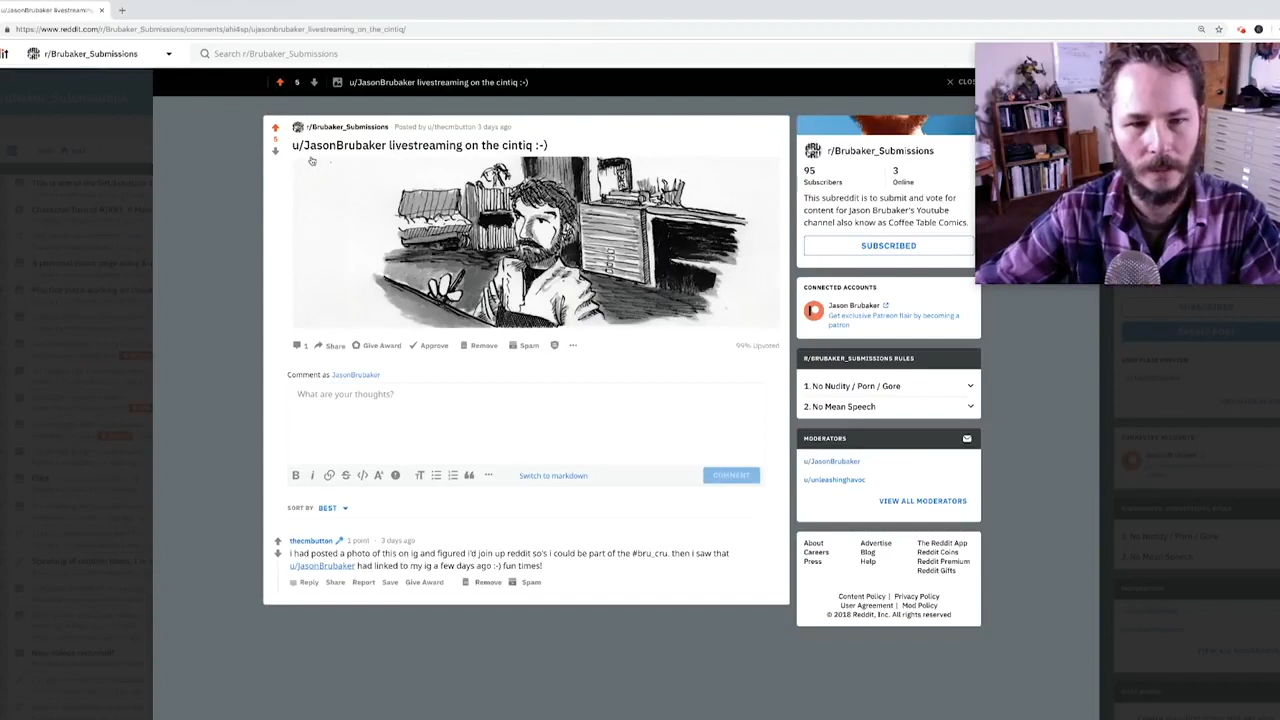 u/JasonBrubaker livestream
https://www.reddit.com/r/Brubaker_Submissions/comments/ahi4sp/ujasonbrubaker_livestreaming_on_the_cintiq/
r/Brubaker_Submissions
Search r/Brubaker_Submissions
5
u/JasonBrubaker livestreaming on the cintiq :-)
CLOS
r/Brubaker_Submissions Posted by u/thecmbutton 3 days ago
5
u/JasonBrubaker livestreaming on the cintiq :-)
1 Share Give Award Approve Remove Spam
99% Upvoted
Comment as JasonBrubaker
What are your thoughts?
Switch to markdown
COMMENT
SORT BY BEST
thecmbutton 1 point · 3 days ago
i had posted a photo of this on ig and figured i'd join up reddit so's i could be part of the #bru_cru. then i saw that
u/JasonBrubaker had linked to my ig a few days ago :-) fun times!
Reply Share Report Save Give Award Remove Spam
r/Brubaker_Submissions
95 3
Subscribers Online
This subreddit is to submit and vote for
content for Jason Brubaker's Youtube
channel also know as Coffee Table Comics.
SUBSCRIBED
CONNECTED ACCOUNTS
Jason Brubaker
Get exclusive Patreon flair by becoming a
patron
R/BRUBAKER_SUBMISSIONS RULES
1. No Nudity / Porn / Gore
2. No Mean Speech
MODERATORS
u/JasonBrubaker
u/unleashinghavoc
VIEW ALL MODERATORS
About Advertise The Reddit App
Careers Blog Reddit Coins
Press Help Reddit Premium
Reddit Gifts
Content Policy | Privacy Policy
User Agreement | Mod Policy
© 2018 Reddit, Inc. All rights reserved